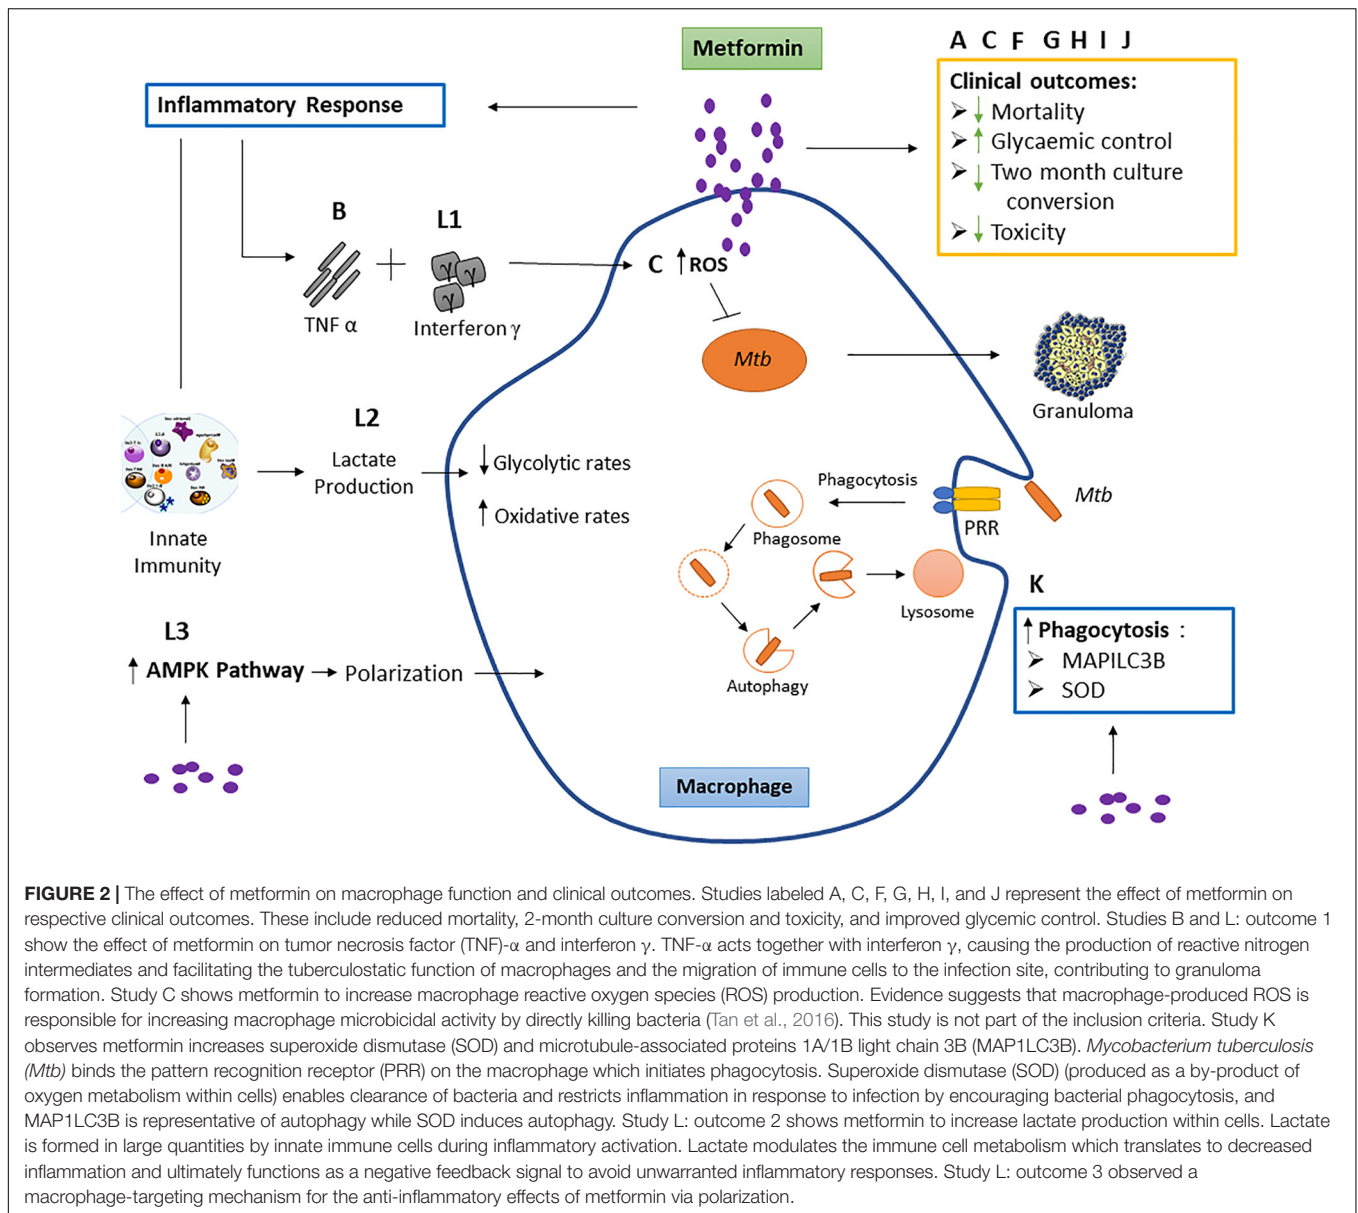 Metformin
A C F G H I J
Clinical outcomes:
➢ ↓ Mortality
➢ ↑ Glycaemic control
➢ ↓ Two month culture
conversion
➢ ↓ Toxicity
Inflammatory Response
B
L1
TNF α
+
γ
γ
γ
Interferon γ
C ↑ROS
Mtb
Granuloma
L2
Lactate
Production
↓Glycolytic rates
↑ Oxidative rates
Innate
Immunity
Phagocytosis
Phagosome
PRR
Mtb
Lysosome
Autophagy
K
↑Phagocytosis :
➢ MAPILC3B
➢ SOD
L3
↑ AMPK Pathway → Polarization
Macrophage
FIGURE 2 | The effect of metformin on macrophage function and clinical outcomes. Studies labeled A, C, F, G, H, I, and J represent the effect of metformin on
respective clinical outcomes. These include reduced mortality, 2-month culture conversion and toxicity, and improved glycemic control. Studies B and L: outcome 1
show the effect of metformin on tumor necrosis factor (TNF)-α and interferon γ. TNF-α acts together with interferon γ, causing the production of reactive nitrogen
intermediates and facilitating the tuberculostatic function of macrophages and the migration of immune cells to the infection site, contributing to granuloma
formation. Study C shows metformin to increase macrophage reactive oxygen species (ROS) production. Evidence suggests that macrophage-produced ROS is
responsible for increasing macrophage microbicidal activity by directly killing bacteria (Tan et al., 2016). This study is not part of the inclusion criteria. Study K
observes metformin increases superoxide dismutase (SOD) and microtubule-associated proteins 1A/1B light chain 3B (MAP1LC3B). Mycobacterium tuberculosis
(Mtb) binds the pattern recognition receptor (PRR) on the macrophage which initiates phagocytosis. Superoxide dismutase (SOD) (produced as a by-product of
oxygen metabolism within cells) enables clearance of bacteria and restricts inflammation in response to infection by encouraging bacterial phagocytosis, and
MAP1LC3B is representative of autophagy while SOD induces autophagy. Study L: outcome 2 shows metformin to increase lactate production within cells. Lactate
is formed in large quantities by innate immune cells during inflammatory activation. Lactate modulates the immune cell metabolism which translates to decreased
inflammation and ultimately functions as a negative feedback signal to avoid unwarranted inflammatory responses. Study L: outcome 3 observed a
macrophage-targeting mechanism for the anti-inflammatory effects of metformin via polarization.